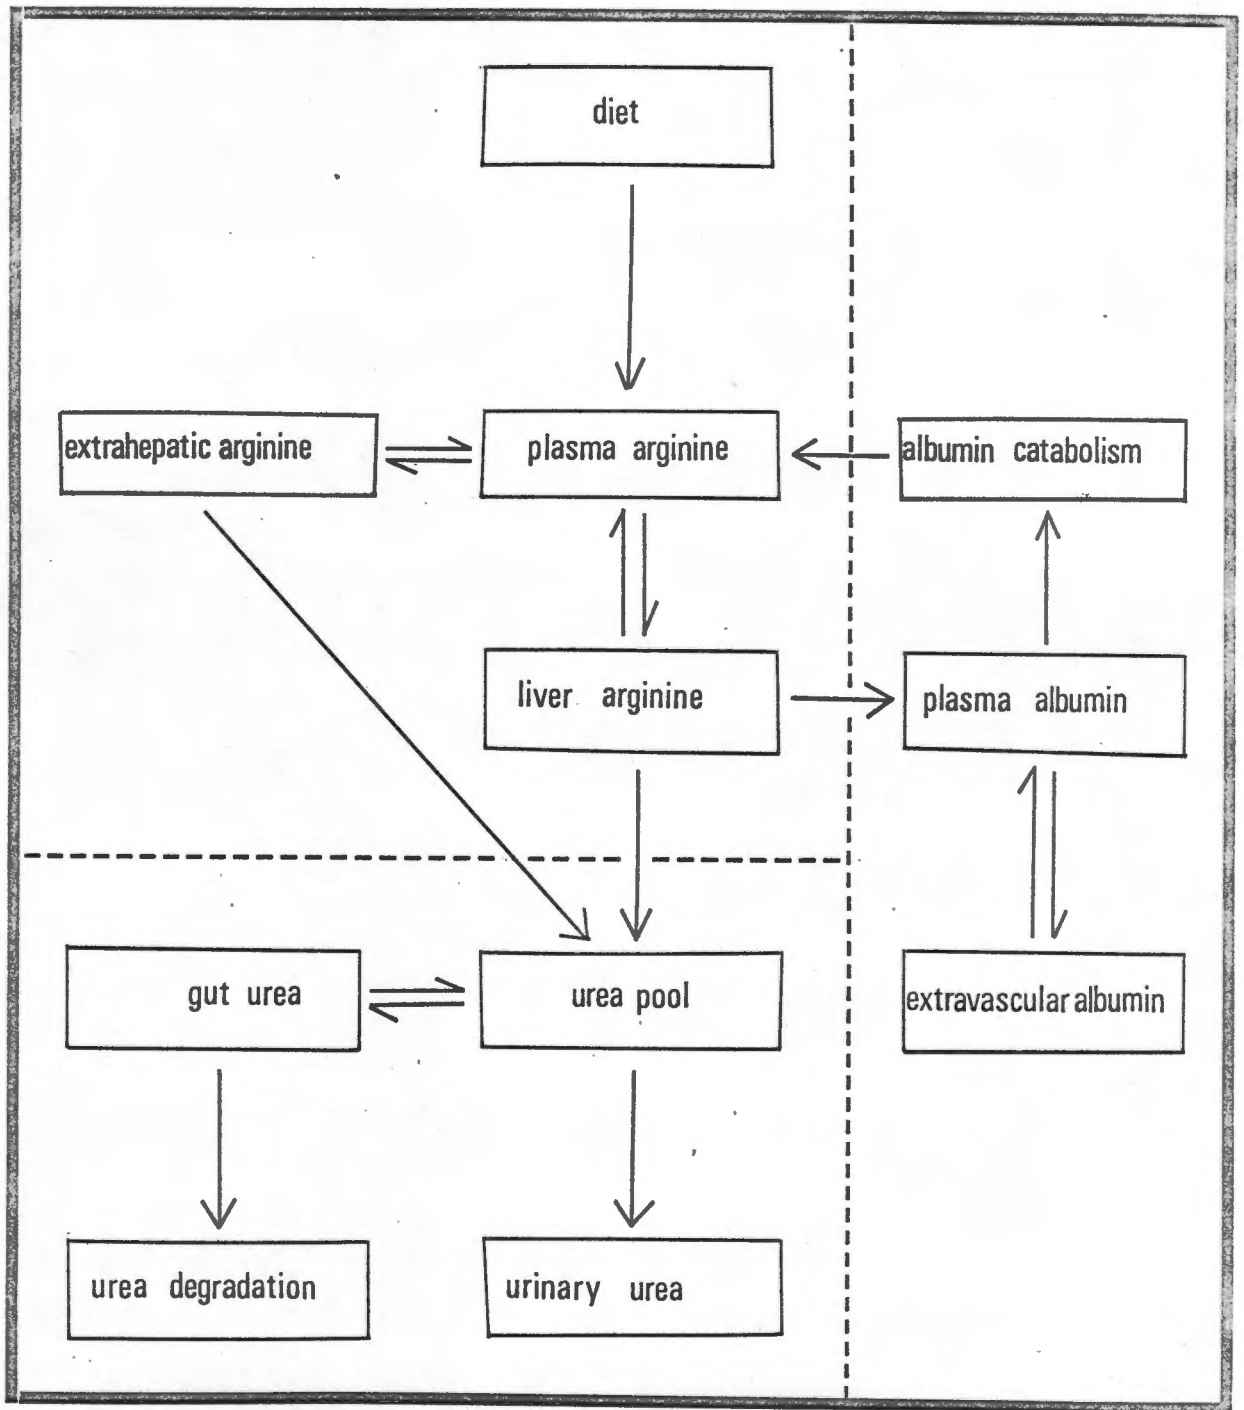 diet
extrahepatic arginine
plasma arginine
albumin catabolism
liver arginine
plasma albumin
gut urea
urea pool
extravascular albumin
urea degradation
urinary urea